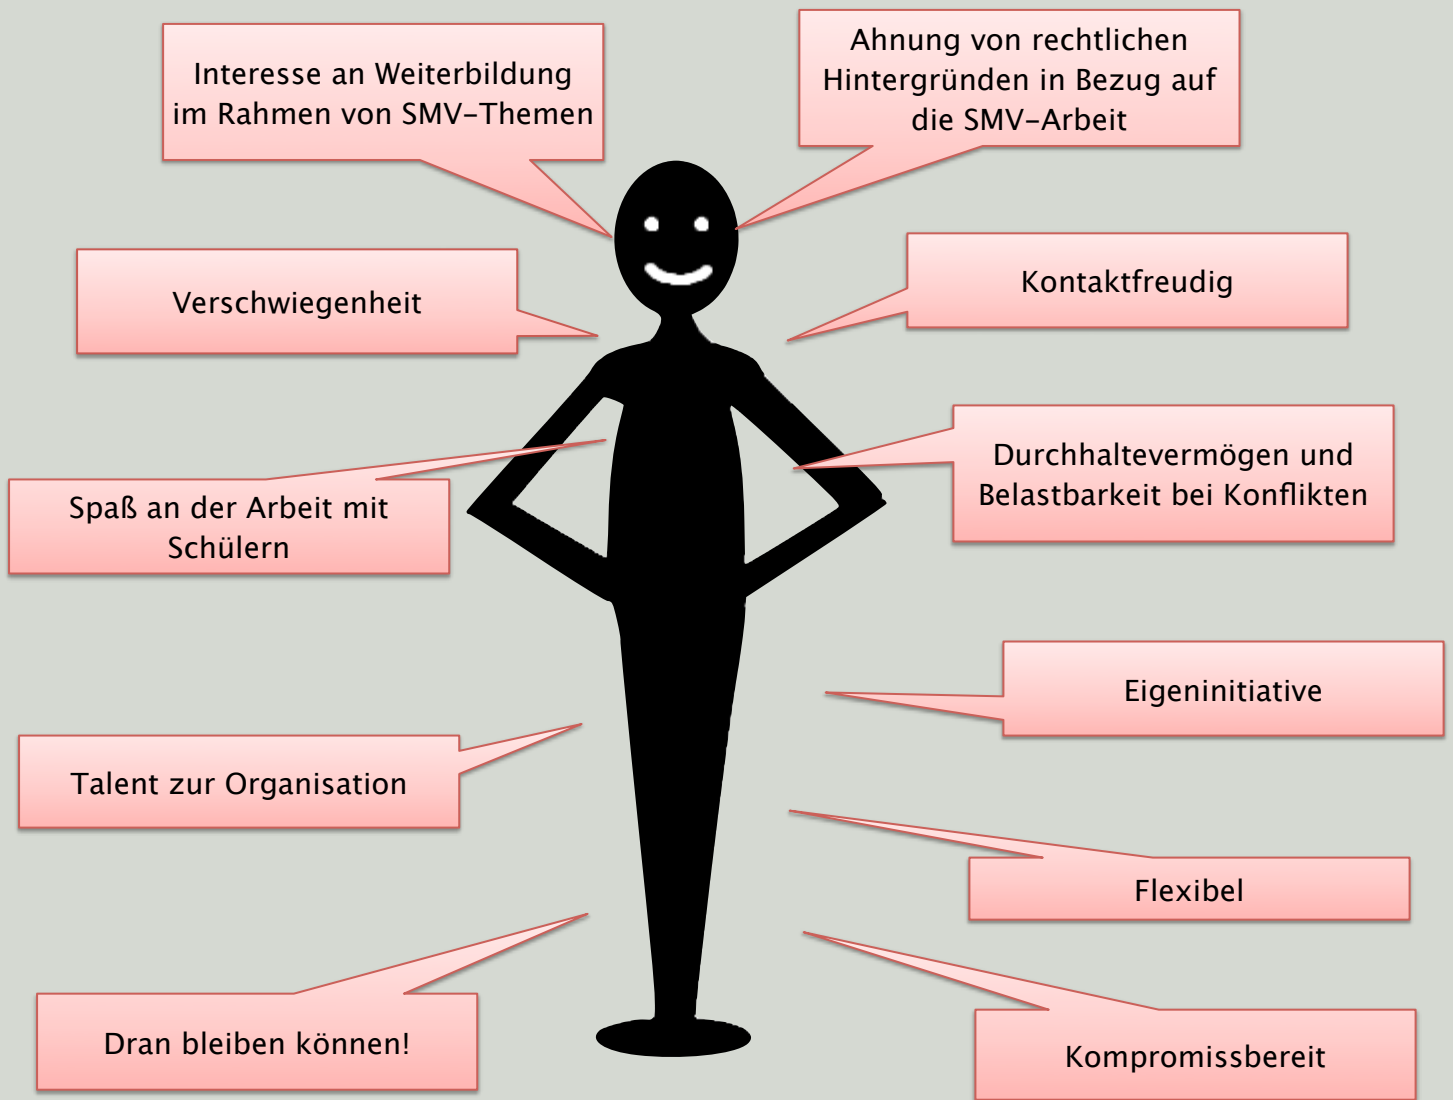 Interesse an Weiterbildung
im Rahmen von SMV-Themen
Ahnung von rechtlichen
Hintergründen in Bezug auf
die SMV-Arbeit
Verschwiegenheit
Kontaktfreudig
Spaß an der Arbeit mit
Schülern
Durchhaltevermögen und
Belastbarkeit bei Konflikten
Eigeninitiative
Talent zur Organisation
Flexibel
Dran bleiben können!
Kompromissbereit